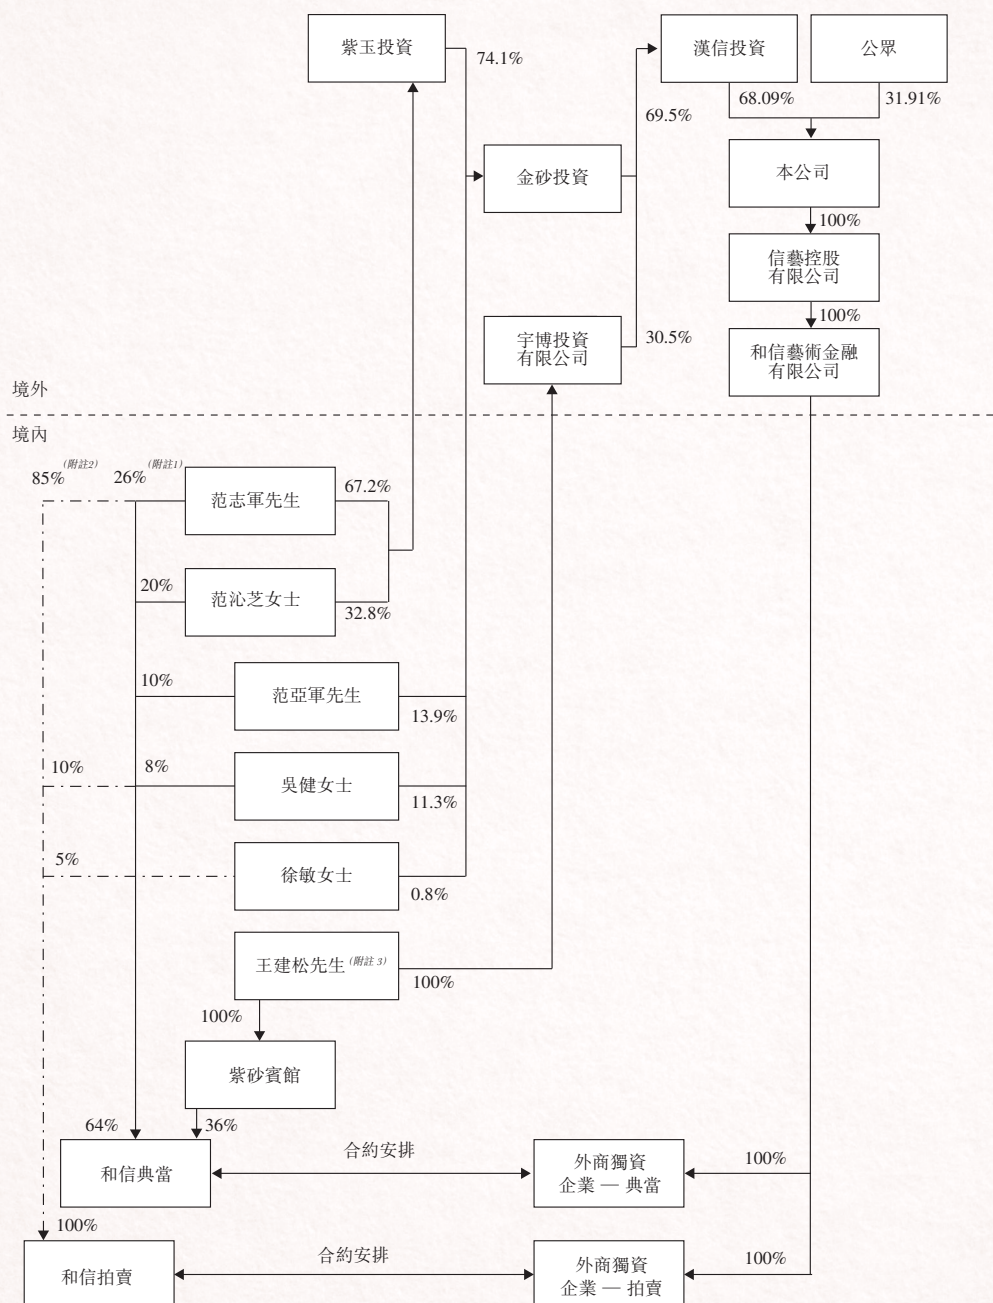 紫玉投資
漢信投資
公眾
74.1%
68.09%
31.91%
69.5%
金砂投資
本公司
100%
信藝控股
有限公司
100%
宇博投資
有限公司
30.5%
和信藝術金融
有限公司
境外
境內
85%(附註2)
26%(附註1)
范志軍先生
67.2%
20%
范沁芝女士
32.8%
10%
范亞軍先生
13.9%
10%
8%
吳健女士
11.3%
5%
徐敏女士
0.8%
王建松先生(附註 3)
100%
100%
紫砂賓館
64%
36%
和信典當
合約安排
外商獨資
企業 — 典當
100%
100%
和信拍賣
合約安排
外商獨資
企業 — 拍賣
100%